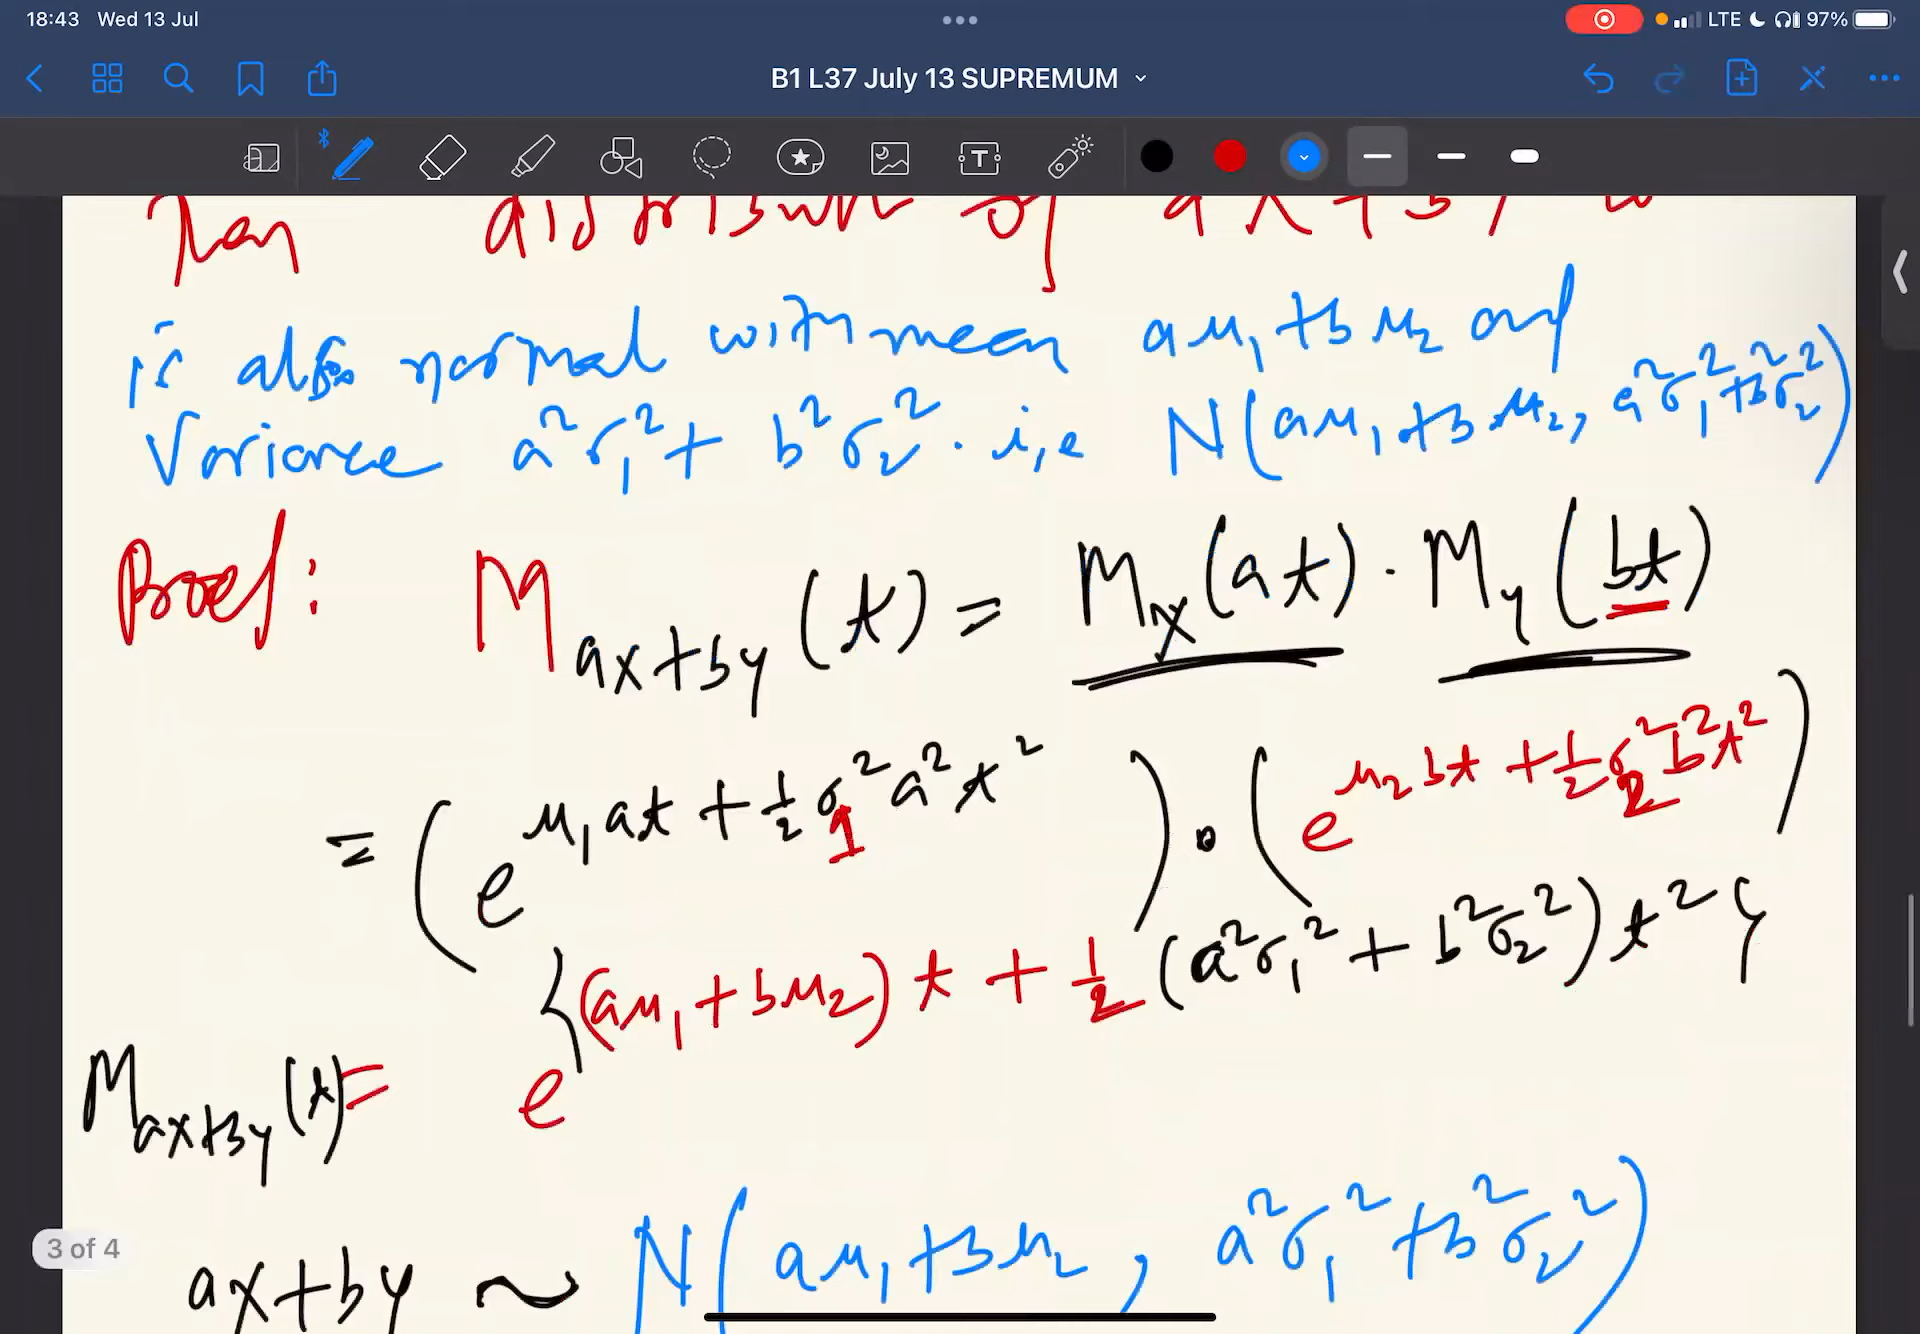 18:43 Wed 13 Jul LTE 97%
B1 L37 July 13 SUPREMUM
T
of
is also normal with mean aμ₁+bμ₂ and
Variance a²σ₁² + b²σ₂² . i,e N(aμ₁+bμ₂, a²σ₁²+b²σ₂²)
Proof: M_{ax+by}(t) = M_X(at) · M_Y(bt)
= (e^{μ₁at + ½σ₁²a²t²}) · (e^{μ₂bt + ½σ₂²b²t²})
M_{ax+by}(t) = e^{{(aμ₁+bμ₂)t + ½(a²σ₁² + b²σ₂²)t²}}
3 of 4
ax+by ~ N(aμ₁+bμ₂, a²σ₁²+b²σ₂²)